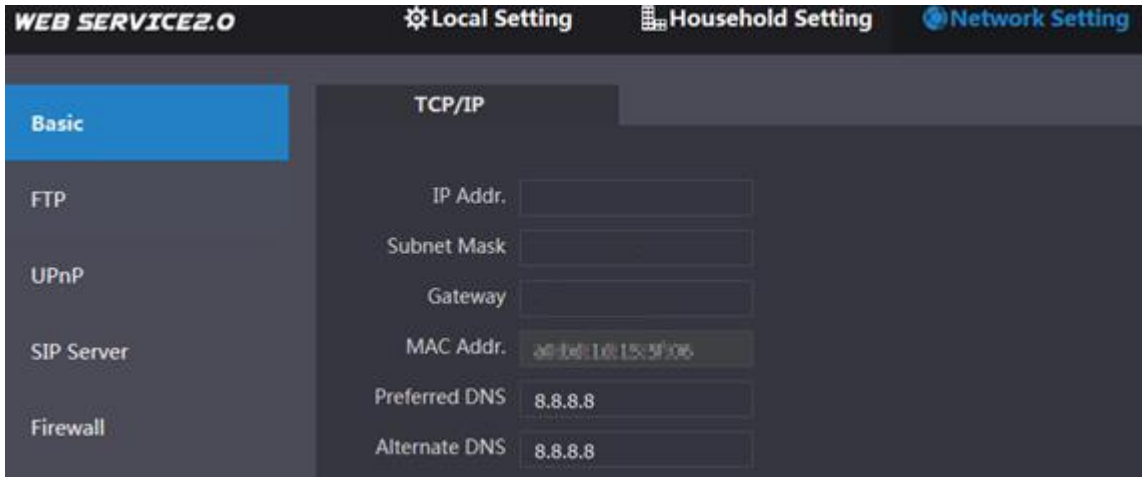 WEB SERVICE2.0 Local Setting Household Setting Network Setting
Basic
FTP
UPnP
SIP Server
Firewall
TCP/IP
IP Addr.
Subnet Mask
Gateway
MAC Addr.
Preferred DNS 8.8.8.8
Alternate DNS 8.8.8.8